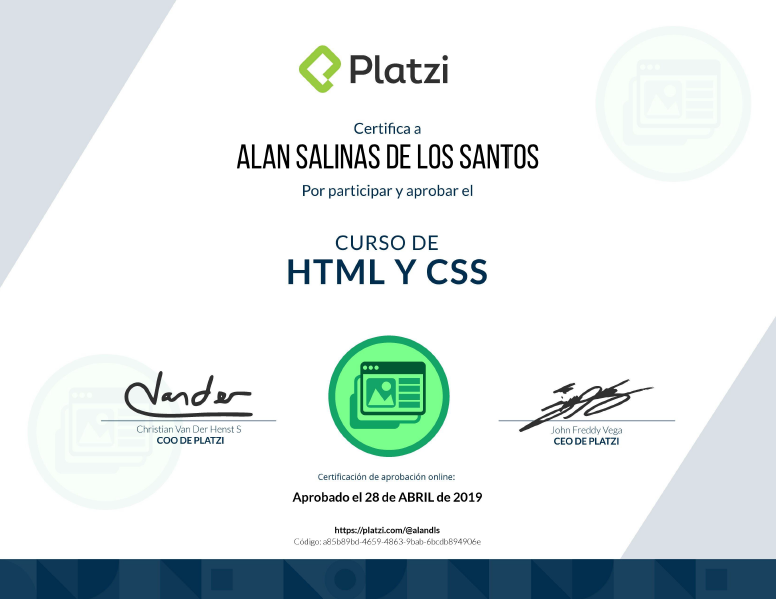 Platzi
Certifica a
ALAN SALINAS DE LOS SANTOS
Por participar y aprobar el
CURSO DE
HTML Y CSS
Vander
Christian Van Der Henst S
COO DE PLATZI
John Freddy Vega
CEO DE PLATZI
Certificación de aprobación online:
Aprobado el 28 de ABRIL de 2019
https://platzi.com/@alandls
Código: a85b89bd-4659-4863-9bab-6bcdb894906e